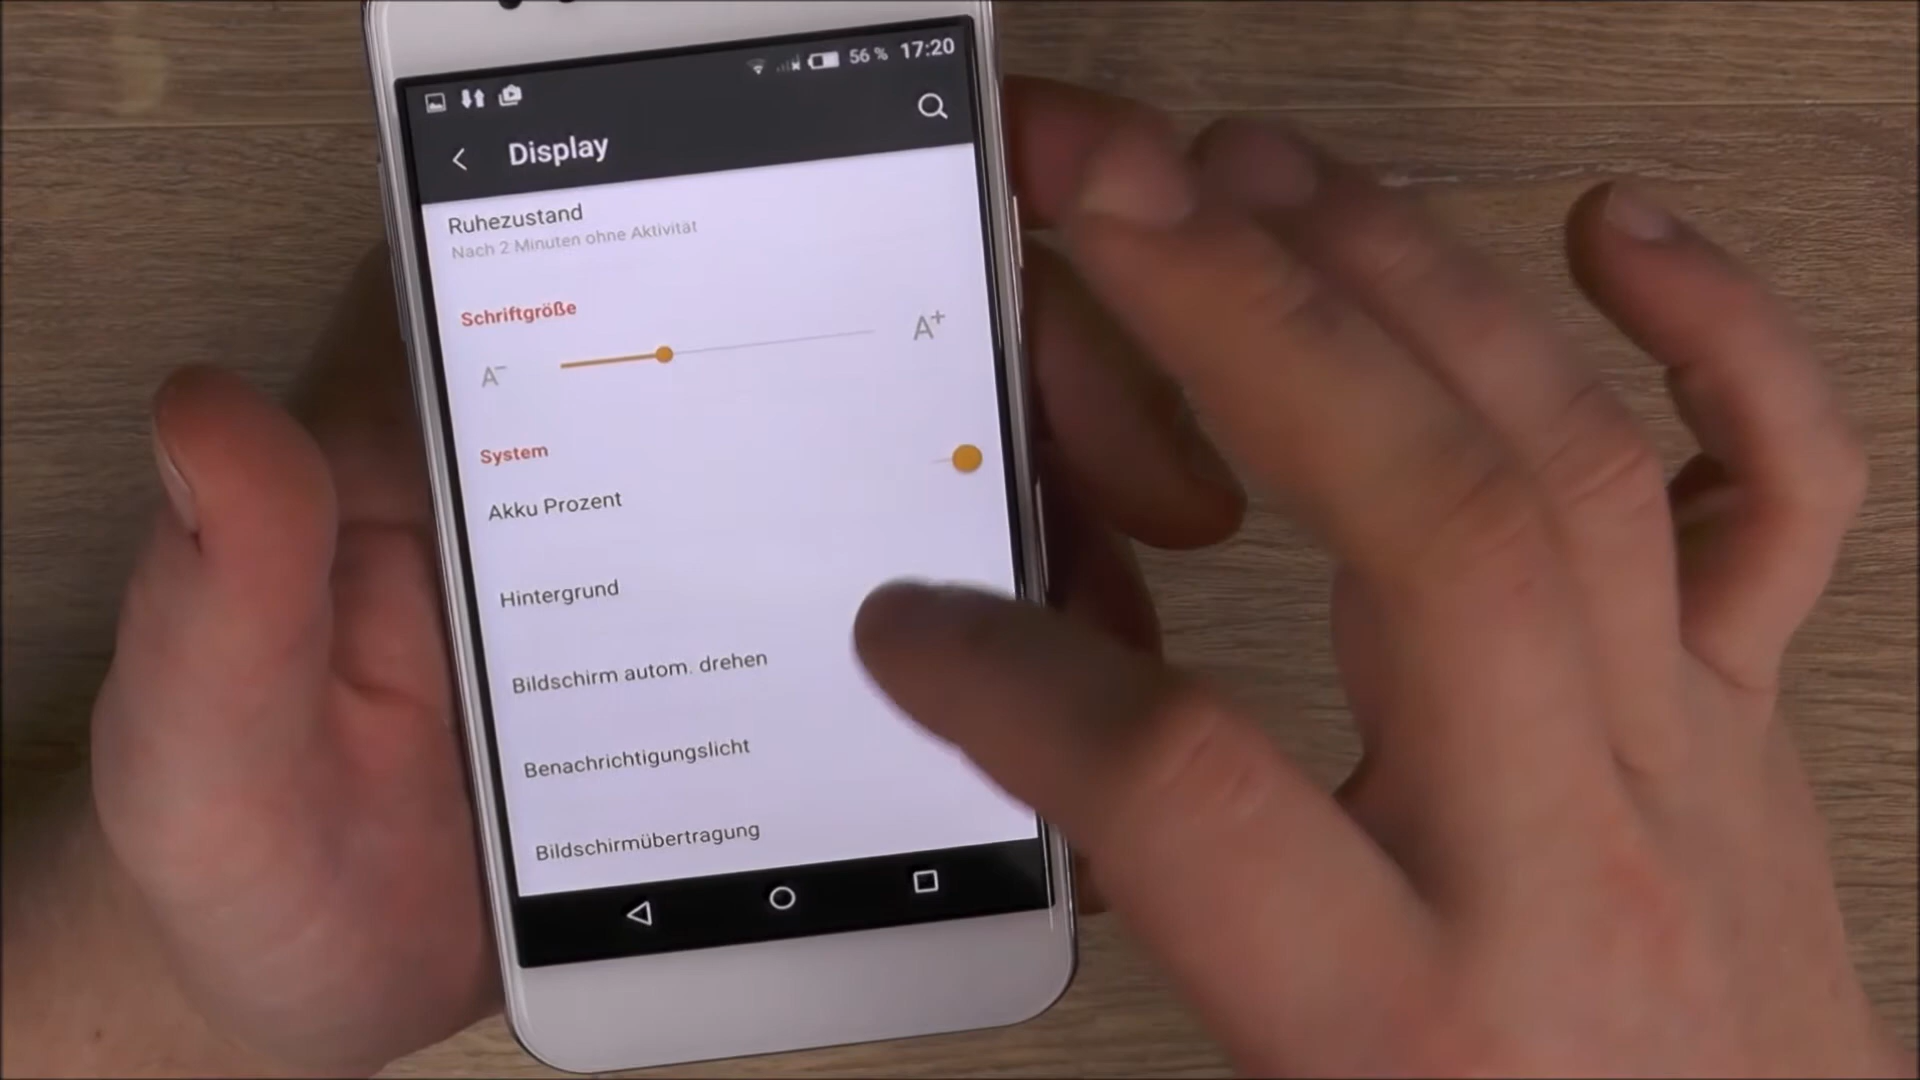 56 % 17:20
Display
Ruhezustand
Nach 2 Minuten ohne Aktivität
Schriftgröße
A− A+
System
Akku Prozent
Hintergrund
Bildschirm autom. drehen
Benachrichtigungslicht
Bildschirmübertragung